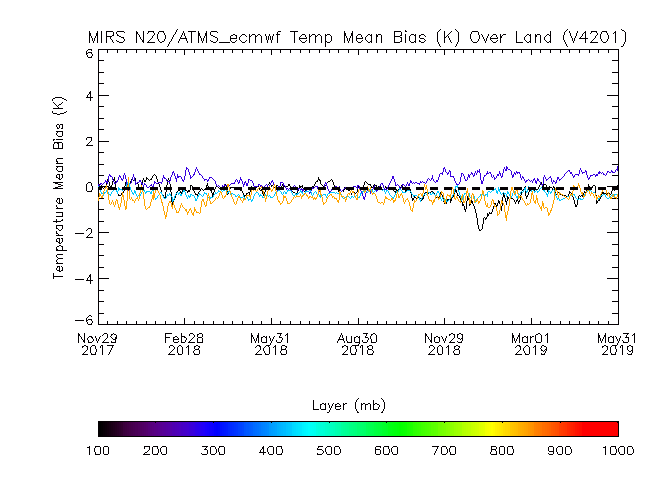 MIRS N20/ATMS_ecmwf Temp Mean Bias (K) Over Land (V4201)
Temperature Mean Bias (K)
6
4
2
0
-2
-4
-6
Nov29 Feb28 May31 Aug30 Nov29 Mar01 May31
2017 2018 2018 2018 2018 2019 2019
Layer (mb)
100 200 300 400 500 600 700 800 900 1000